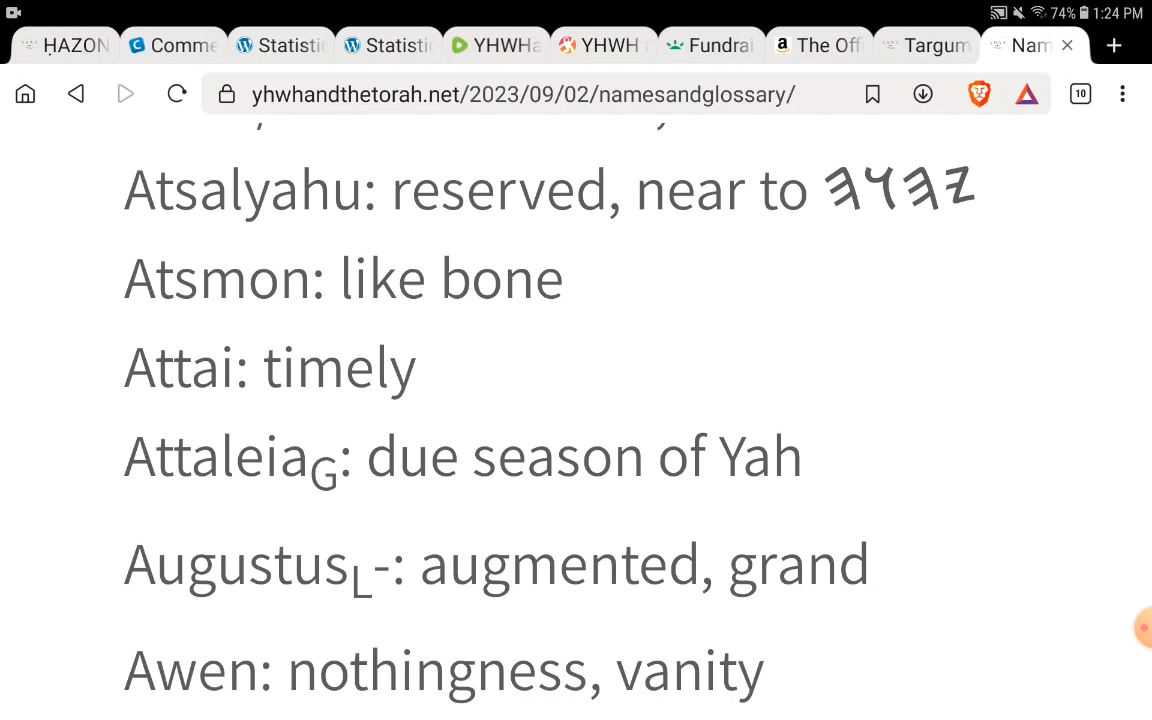 74% 1:24 PM
ḤAZON Comme Statisti Statisti YHWHa YHWH a Fundrai a The Off Targum Nam
yhwhandthetorah.net/2023/09/02/namesandglossary/ 10
Atsalyahu: reserved, near to 𐤉𐤄𐤅𐤄
Atsmon: like bone
Attai: timely
AttaleiaG: due season of Yah
AugustusL-: augmented, grand
Awen: nothingness, vanity